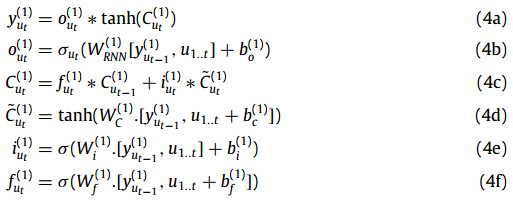 y_{u_t}^{(1)} = o_{u_t}^{(1)} * tanh(C_{u_t}^{(1)}) (4a)
o_{u_t}^{(1)} = σ_{u_t}(W_{RNN}^{(1)}[y_{u_{t-1}}^{(1)}, u_{1..t}] + b_o^{(1)}) (4b)
C_{u_t}^{(1)} = f_{u_t}^{(1)} * C_{u_{t-1}}^{(1)} + i_{u_t}^{(1)} * C̃_{u_t}^{(1)} (4c)
C̃_{u_t}^{(1)} = tanh(W_C^{(1)}.[y_{u_{t-1}}^{(1)}, u_{1..t} + b_c^{(1)}]) (4d)
i_{u_t}^{(1)} = σ(W_i^{(1)}.[y_{u_{t-1}}^{(1)}, u_{1..t}] + b_i^{(1)}) (4e)
f_{u_t}^{(1)} = σ(W_f^{(1)}.[y_{u_{t-1}}^{(1)}, u_{1..t} + b_f^{(1)}]) (4f)